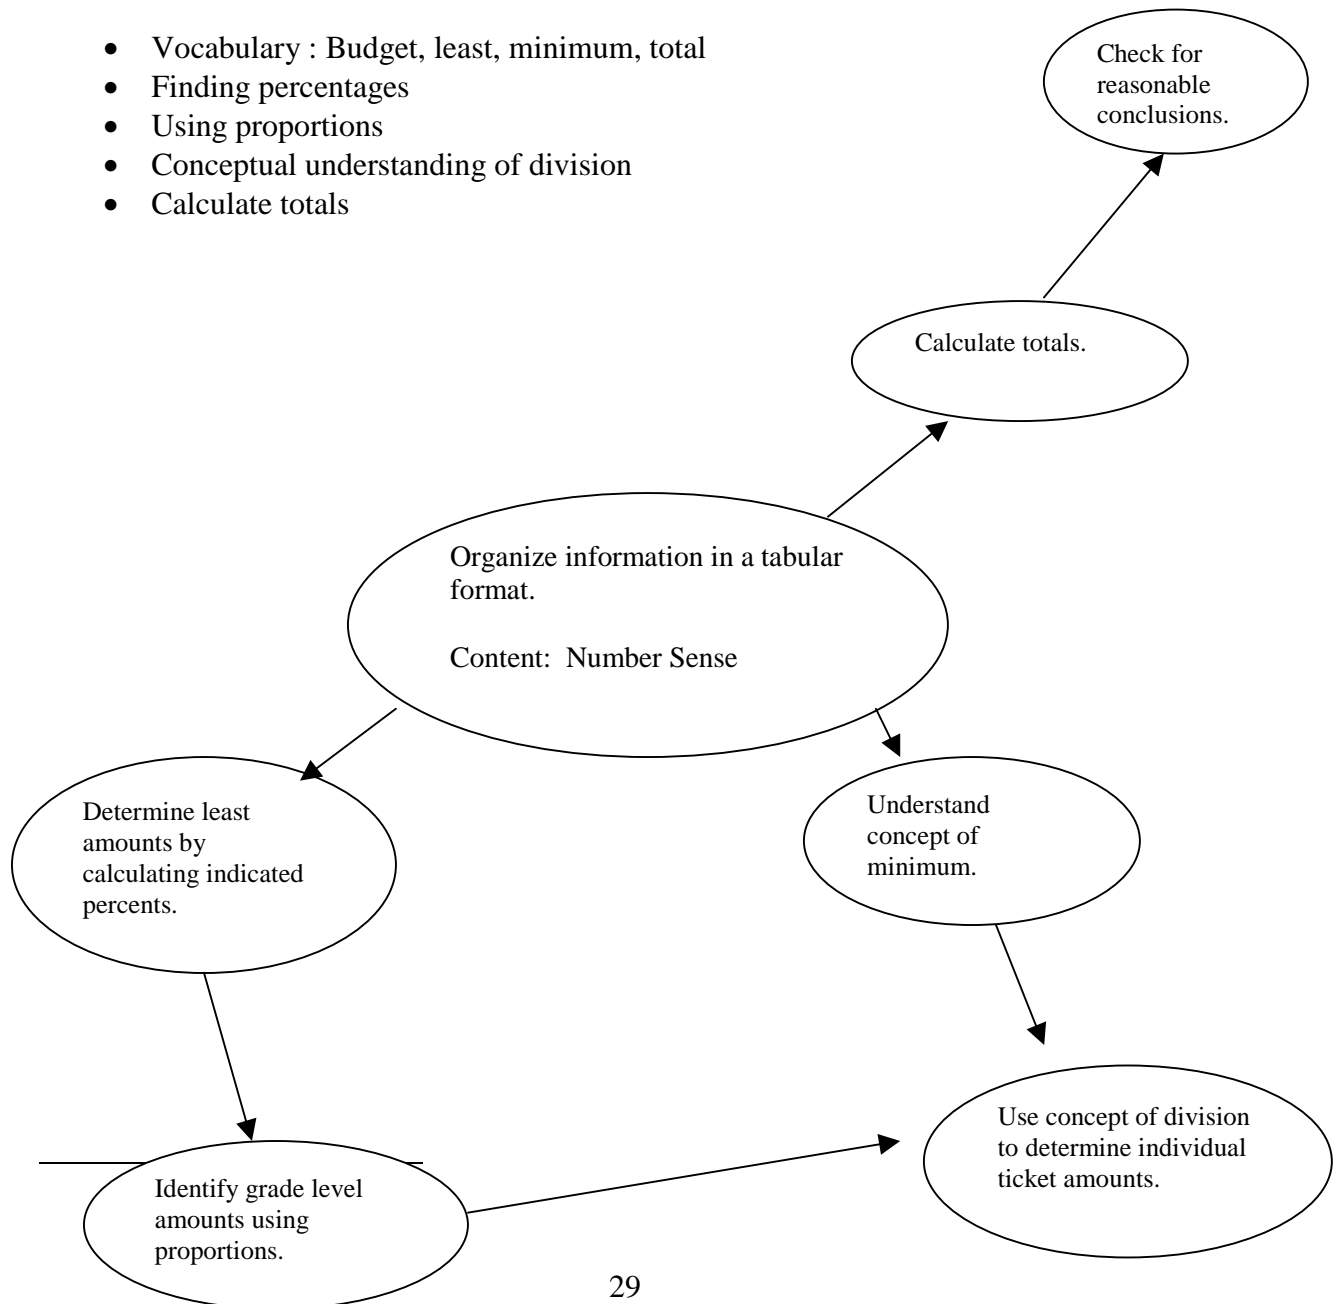 • Vocabulary : Budget, least, minimum, total
• Finding percentages
• Using proportions
• Conceptual understanding of division
• Calculate totals
Check for
reasonable
conclusions.
Calculate totals.
Organize information in a tabular
format.
Content: Number Sense
Determine least
amounts by
calculating indicated
percents.
Understand
concept of
minimum.
Identify grade level
amounts using
proportions.
Use concept of division
to determine individual
ticket amounts.
29